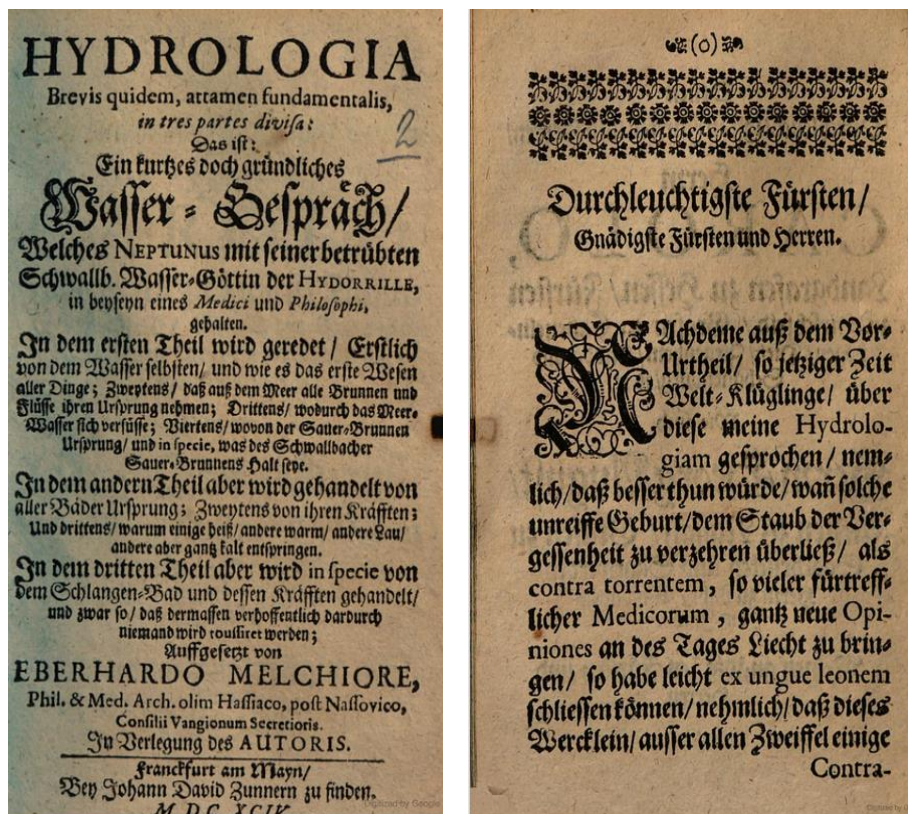 HYDROLOGIA
Brevis quidem, attamen fundamentalis,
in tres partes divisa:
Das ist:
Ein kurtzes doch gründliches
Wasser-Gespräch/
Welches NEPTUNUS mit seiner betrübten
Schwallb. Wasser-Göttin der HYDORRILLE,
in beyseyn eines Medici und Philosophi,
gehalten.
In dem ersten Theil wird geredet / Erstlich
von dem Wasser selbsten/ und wie es das erste Wesen
aller Dinge; Zweytens/ daß auß dem Meer alle Brunnen und
Flüsse ihren Ursprung nehmen; Drittens/ wodurch das Meer-
Wasser sich versüsse; Viertens/ wovon der Sauer-Brunnen
Ursprung/ und in specie, was des Schwallbacher
Sauer-Brunnens Halt seye.
In dem andern Theil aber wird gehandelt von
aller Bäder Ursprung; Zweytens von ihren Kräfften;
Und drittens/ warum einige heiß/ andere warm/ andere Lau/
andere aber gantz kalt entspringen.
In dem dritten Theil aber wird in specie von
dem Schlangen-Bad und dessen Kräfften gehandelt/
und zwar so/ daß dermassen verhoffentlich dardurch
niemand wird touschiret werden;
Auffgesetzt von
EBERHARDO MELCHIORE,
Phil. & Med. Arch. olim Hassiaco, post Nassovico,
Consilii Vangionum Secretioris.
In Verlegung des AUTORIS.
Franckfurt am Mayn/
Bey Johann David Zunnern zu finden.
M DC XCIX
2
Digitized by Google
(o)
Durchleuchtigste Fürsten/
Gnädigste Fürsten und Herren.
NAchdeme auß dem Vor-
Urtheil/ so jetziger Zeit
Welt-Klüglinge/ über
diese meine Hydrolo-
giam gesprochen / nem-
lich/ daß besser thun würde/ wañ solche
unreiffe Geburt/ dem Staub der Ver-
gessenheit zu verzehren überließ/ als
contra torrentem, so vieler fürtreff-
licher Medicorum, gantz neue Opi-
niones an des Tages Liecht zu brin-
gen/ so habe leicht ex ungue leonem
schliessen können/ nehmlich/ daß dieses
Wercklein/ ausser allen Zweiffel einige
Contra-